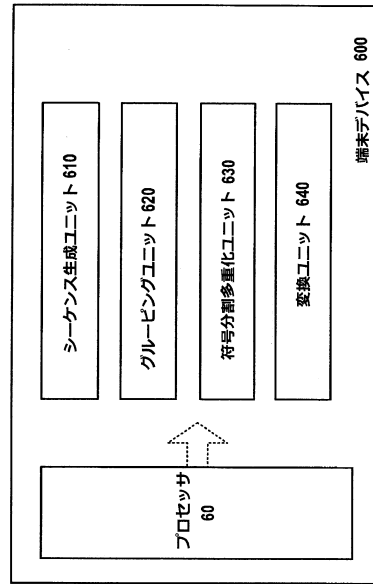 プロセッサ
60
シーケンス生成ユニット 610
グルーピングユニット 620
符号分割多重化ユニット 630
変換ユニット 640
端末デバイス 600